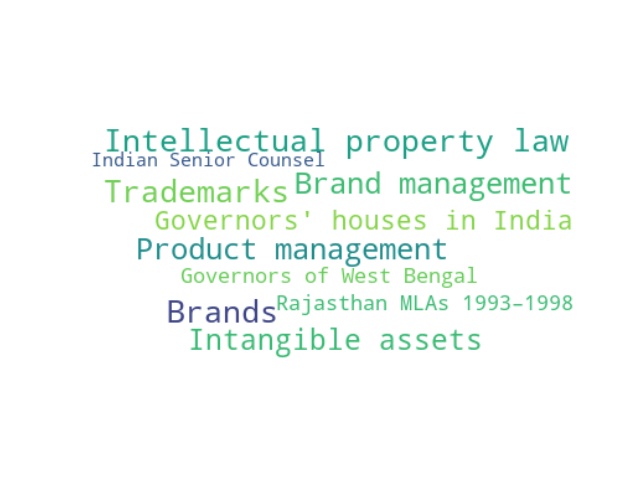 Intellectual property law
Indian Senior Counsel
Trademarks
Brand management
Governors' houses in India
Product management
Governors of West Bengal
Brands
Rajasthan MLAs 1993–1998
Intangible assets